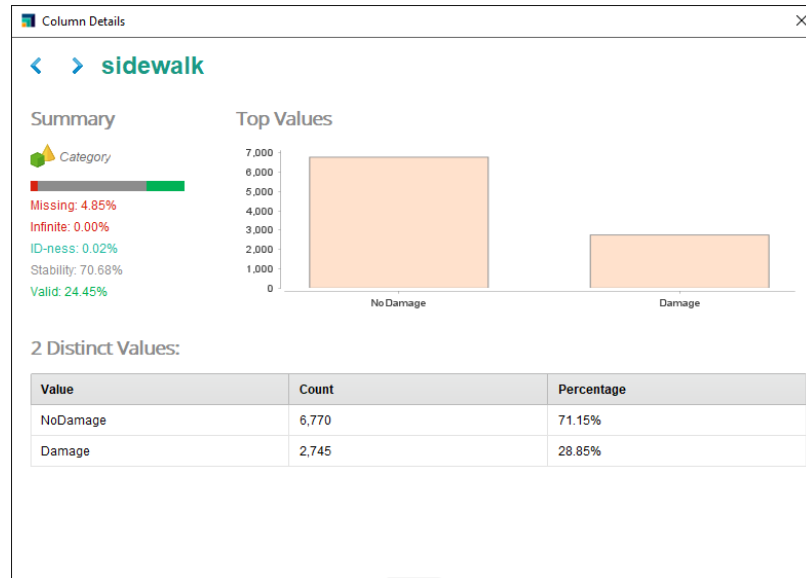 Column Details
sidewalk
Summary
Category
Missing: 4.85%
Infinite: 0.00%
ID-ness: 0.02%
Stability: 70.68%
Valid: 24.45%
Top Values
7,000
6,000
5,000
4,000
3,000
2,000
1,000
0
NoDamage Damage
2 Distinct Values:
Value Count Percentage
NoDamage 6,770 71.15%
Damage 2,745 28.85%